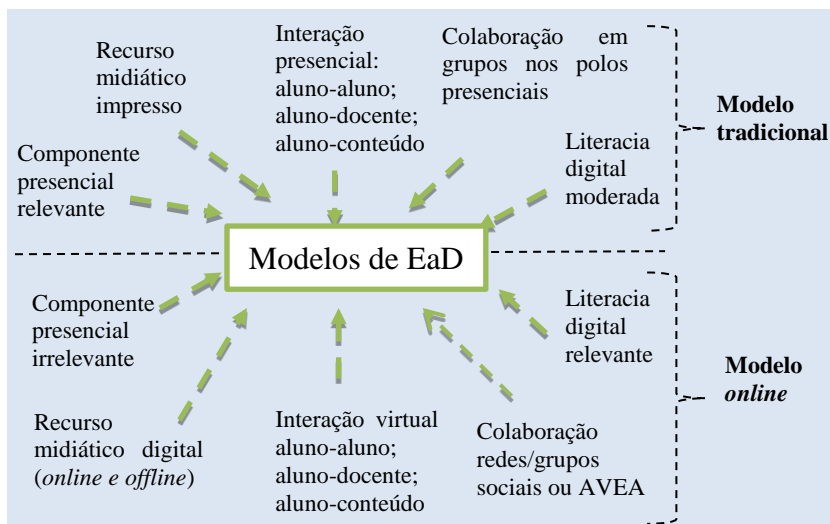 Recurso
midiático
impresso
Interação
presencial:
aluno-aluno;
aluno-docente;
aluno-conteúdo
Colaboração em
grupos nos polos
presenciais
Modelo
tradicional
Componente
presencial
relevante
Literacia
digital
moderada
Modelos de EaD
Componente
presencial
irrelevante
Literacia
digital
relevante
Modelo
online
Recurso
midiático digital
(online e offline)
Interação virtual
aluno-aluno;
aluno-docente;
aluno-conteúdo
Colaboração
redes/grupos
sociais ou AVEA